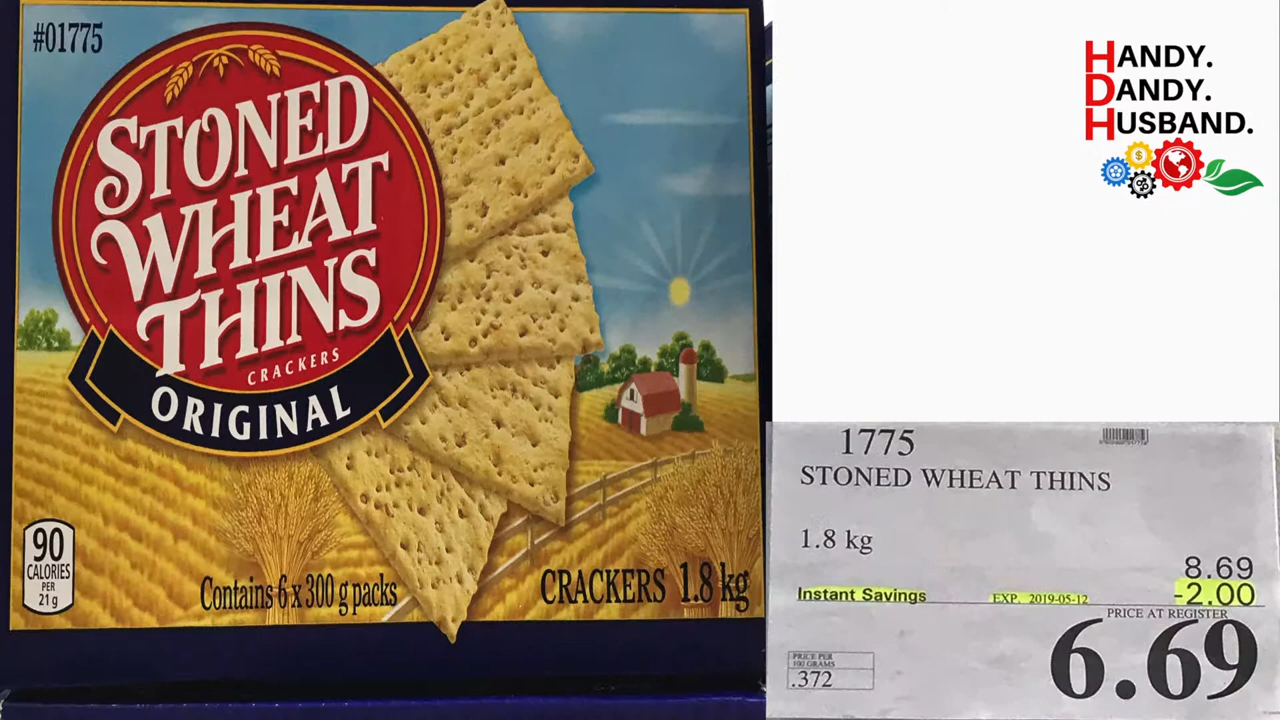 #01775
STONED
WHEAT
THINS
CRACKERS
ORIGINAL
90
CALORIES
PER
21 g
Contains 6 x 300 g packs
CRACKERS 1.8 kg
HANDY.
DANDY.
HUSBAND.
1775
STONED WHEAT THINS
1.8 kg
8.69
Instant Savings EXP. 2019-05-12 -2.00
PRICE AT REGISTER
6.69
PRICE PER
100 GRAMS
.372